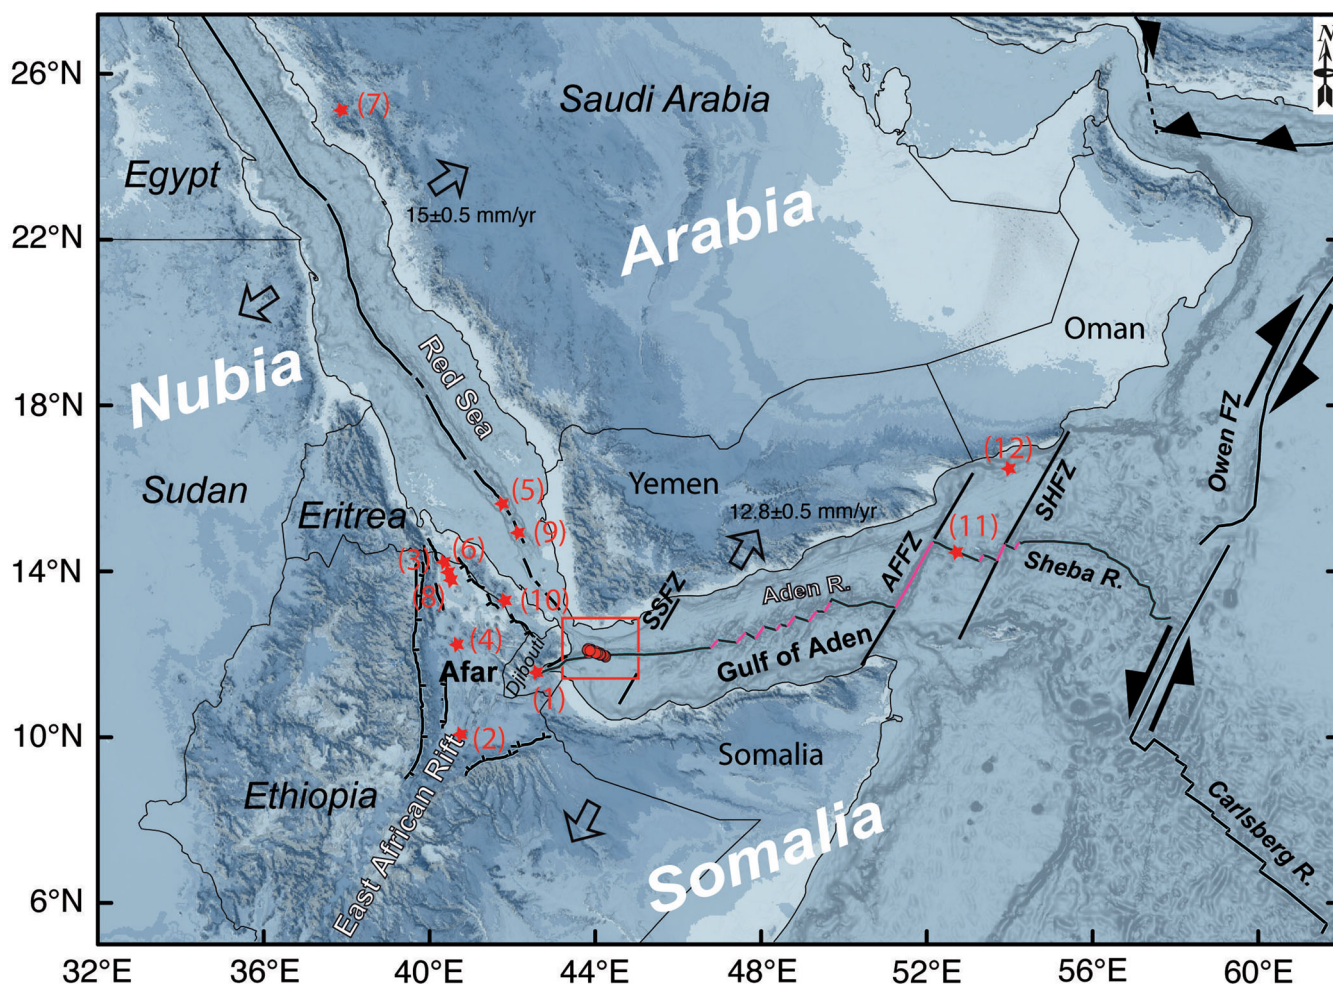 N
26°N
Saudi Arabia
(7)
Egypt
15±0.5 mm/yr
Arabia
22°N
Oman
Red Sea
Nubia
18°N
Owen FZ
(12)
Sudan
Yemen
SHFZ
(5)
Eritrea
12.8±0.5 mm/yr
(9)
(11)
(3)
(6)
14°N
AFFZ
Sheba R.
SSFZ
Aden R.
(8)
(10)
(4)
Afar
Djibouti
Gulf of Aden
(1)
10°N
(2)
Somalia
Ethiopia
East African Rift
Carlsberg R.
Somalia
6°N
32°E
36°E
40°E
44°E
48°E
52°E
56°E
60°E